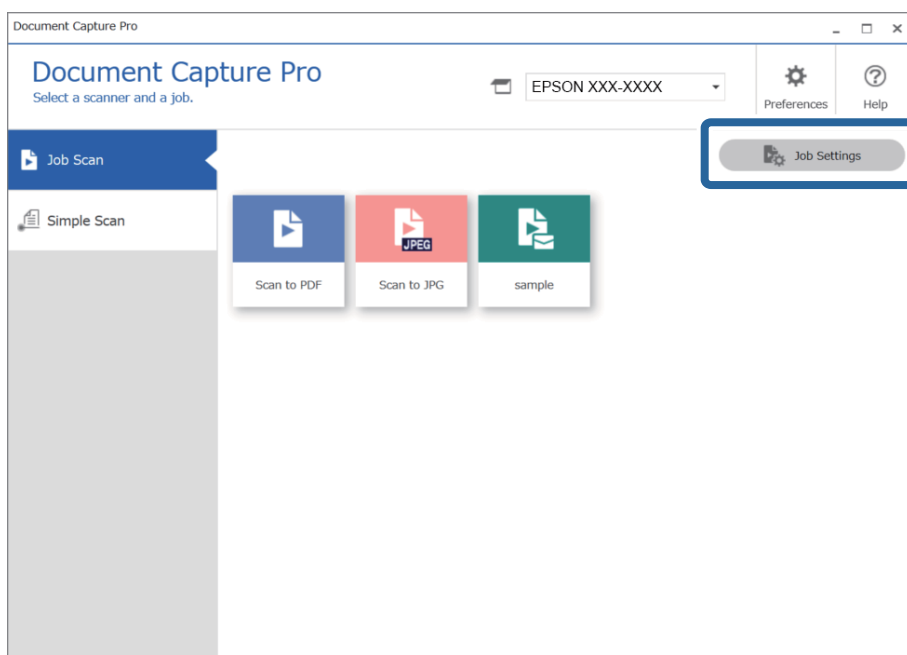 Document Capture Pro
Document Capture Pro
Select a scanner and a job.
EPSON XXX-XXXX
Preferences
Help
Job Scan
Job Settings
Simple Scan
JPEG
Scan to PDF
Scan to JPG
sample